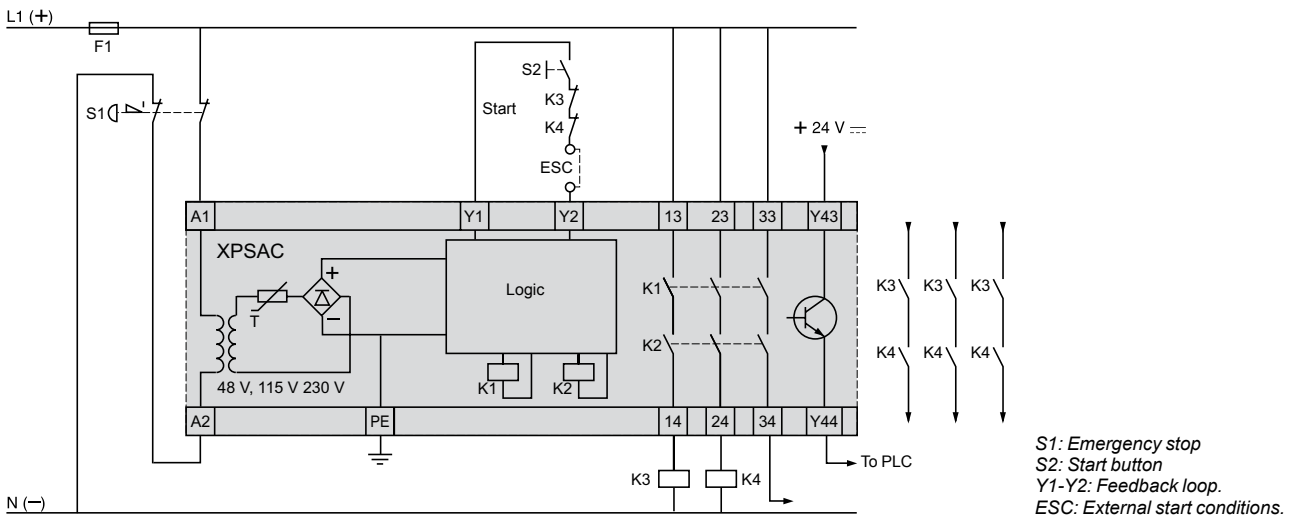 L1 (+)
F1
S2
K3
S1
Start
K4
+ 24 V
ESC
A1
Y1
Y2
13
23
33
Y43
XPSAC
+
Logic
K1
K3
K3
K3
T
−
K2
K4
K4
K4
48 V, 115 V 230 V
K1
K2
A2
PE
14
24
34
Y44
S1: Emergency stop
To PLC
S2: Start button
K3
K4
Y1-Y2: Feedback loop.
N (−)
ESC: External start conditions.